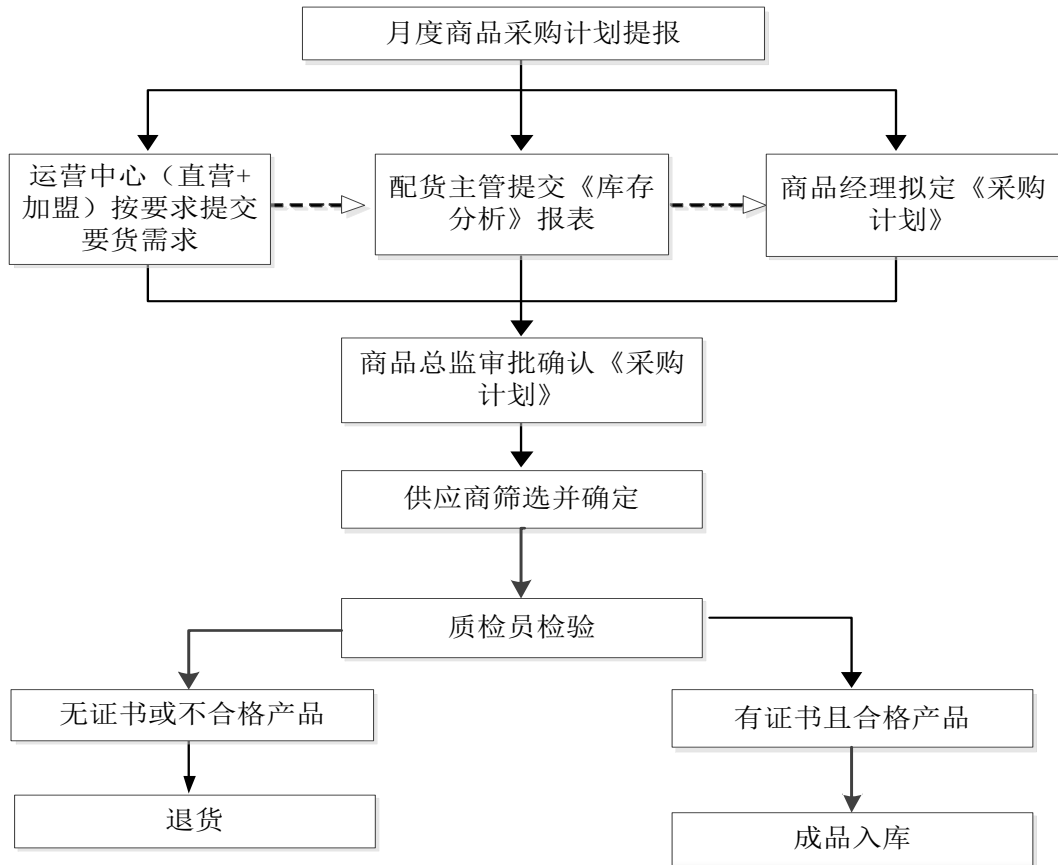 月度商品采购计划提报
运营中心（直营+
加盟）按要求提交
要货需求
配货主管提交《库存
分析》报表
商品经理拟定《采购
计划》
商品总监审批确认《采购
计划》
供应商筛选并确定
质检员检验
无证书或不合格产品
有证书且合格产品
退货
成品入库